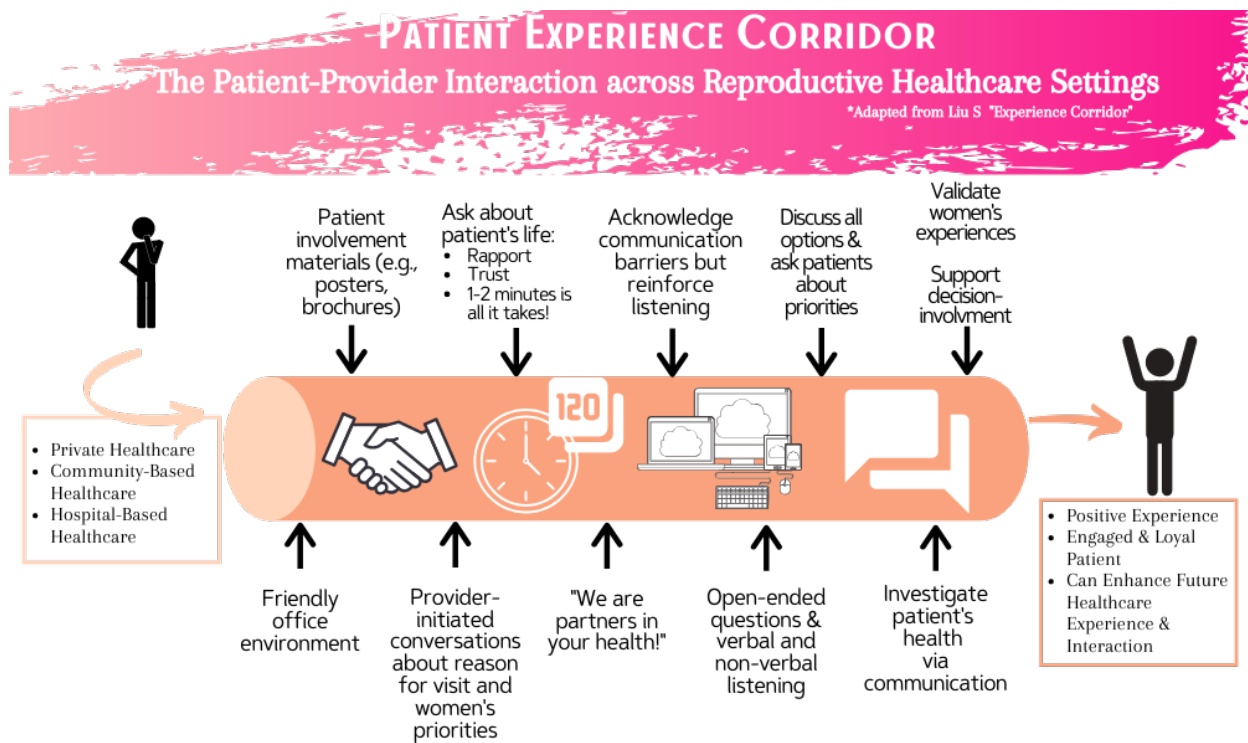 PATIENT EXPERIENCE CORRIDOR
The Patient-Provider Interaction across Reproductive Healthcare Settings
*Adapted from Liu S "Experience Corridor"
Patient
involvement
materials (e.g.,
posters,
brochures)
Ask about
patient's life:
• Rapport
• Trust
• 1-2 minutes is
all it takes!
Acknowledge
communication
barriers but
reinforce
listening
Discuss all
options &
ask patients
about
priorities
Validate
women's
experiences
Support
decision-
involvment
• Private Healthcare
• Community-Based
Healthcare
• Hospital-Based
Healthcare
120
• Positive Experience
• Engaged & Loyal
Patient
• Can Enhance Future
Healthcare
Experience &
Interaction
Friendly
office
environment
Provider-
initiated
conversations
about reason
for visit and
women's
priorities
"We are
partners in
your health!"
Open-ended
questions &
verbal and
non-verbal
listening
Investigate
patient's
health
via
communication